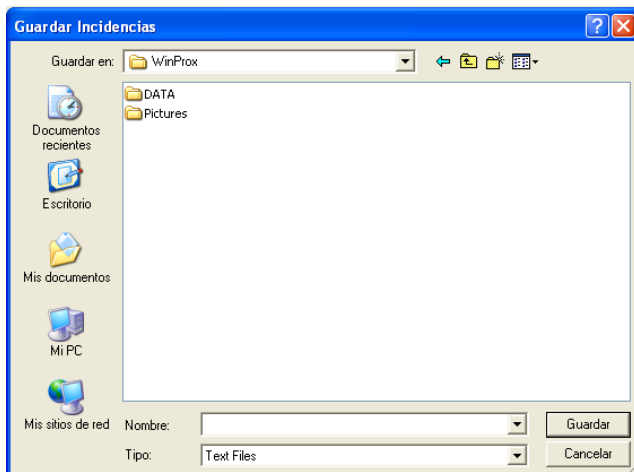 Guardar Incidencias
Guardar en:
WinProx
DATA
Pictures
Documentos
recientes
Escritorio
Mis documentos
Mi PC
Mis sitios de red
Nombre:
Guardar
Tipo:
Text Files
Cancelar